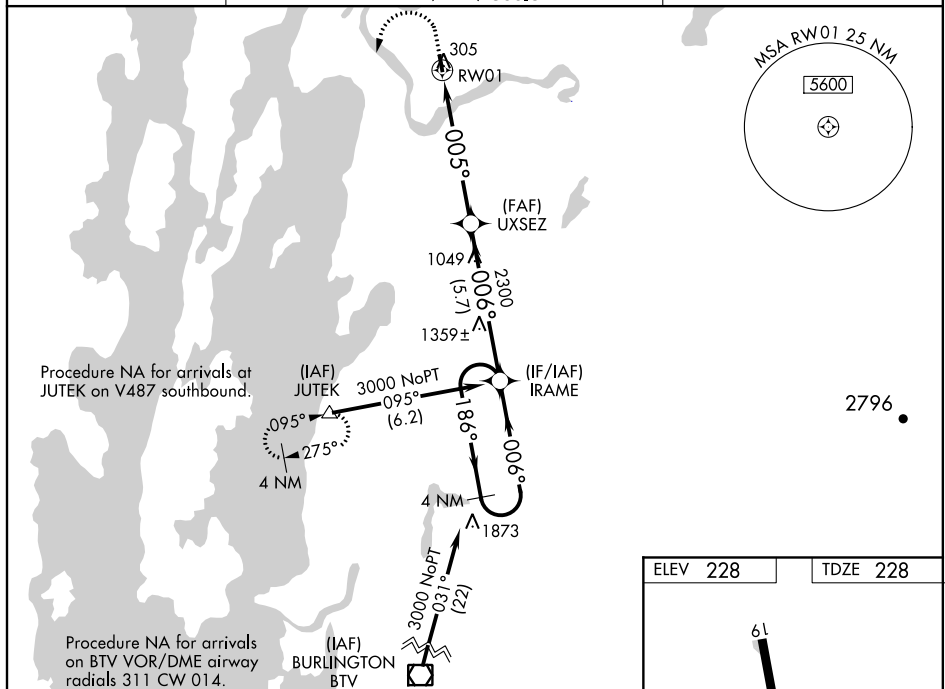 305
RW01
MSA RW01 25 NM
5600
005°
(FAF)
UXSEZ
1049
2300
006°
(5.7)
1359±
Procedure NA for arrivals at
JUTEK on V487 southbound.
(IAF)
JUTEK
3000 NoPT
095°
(6.2)
(IF/IAF)
IRAME
2796
095°
275°
4 NM
186°
006°
4 NM
1873
3000 NoPT
031°
(22)
ELEV 228
TDZE 228
19
Procedure NA for arrivals
on BTV VOR/DME airway
radials 311 CW 014.
(IAF)
BURLINGTON
BTV